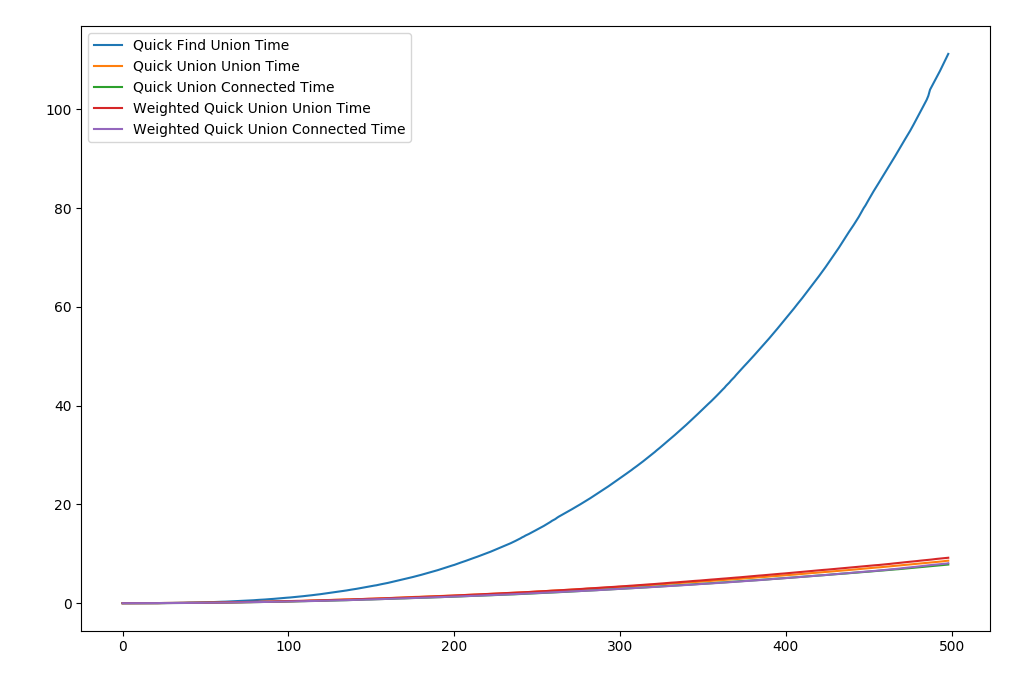 Quick Find Union Time
Quick Union Union Time
Quick Union Connected Time
Weighted Quick Union Union Time
Weighted Quick Union Connected Time
100
80
60
40
20
0
0 100 200 300 400 500